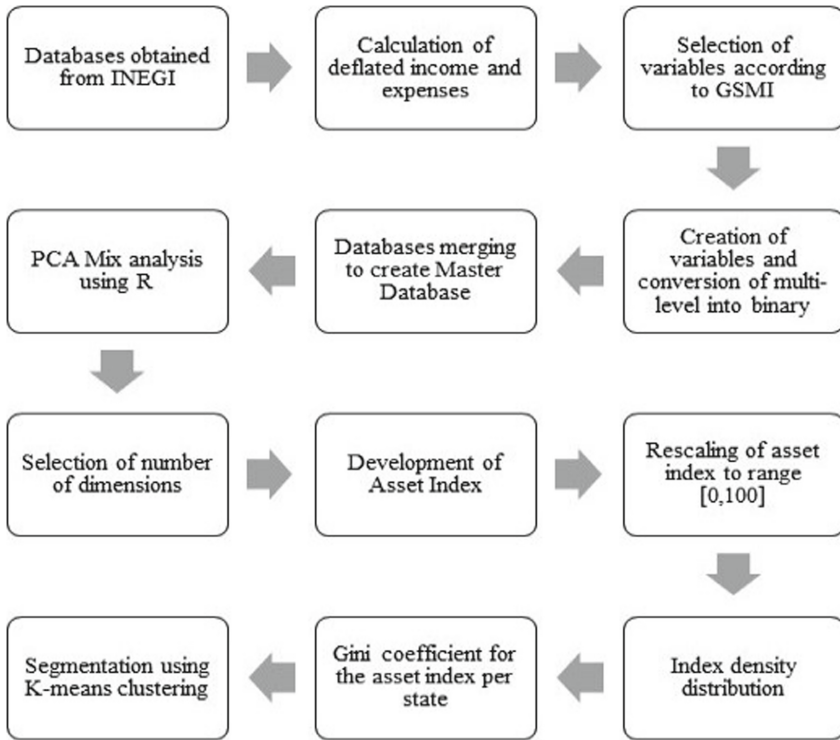 Databases obtained
from INEGI
Calculation of
deflated income and
expenses
Selection of
variables according
to GSMI
Creation of
variables and
conversion of multi-
level into binary
Databases merging
to create Master
Database
PCA Mix analysis
using R
Selection of number
of dimensions
Development of
Asset Index
Rescaling of asset
index to range
[0,100]
Index density
distribution
Gini coefficient for
the asset index per
state
Segmentation using
K-means clustering